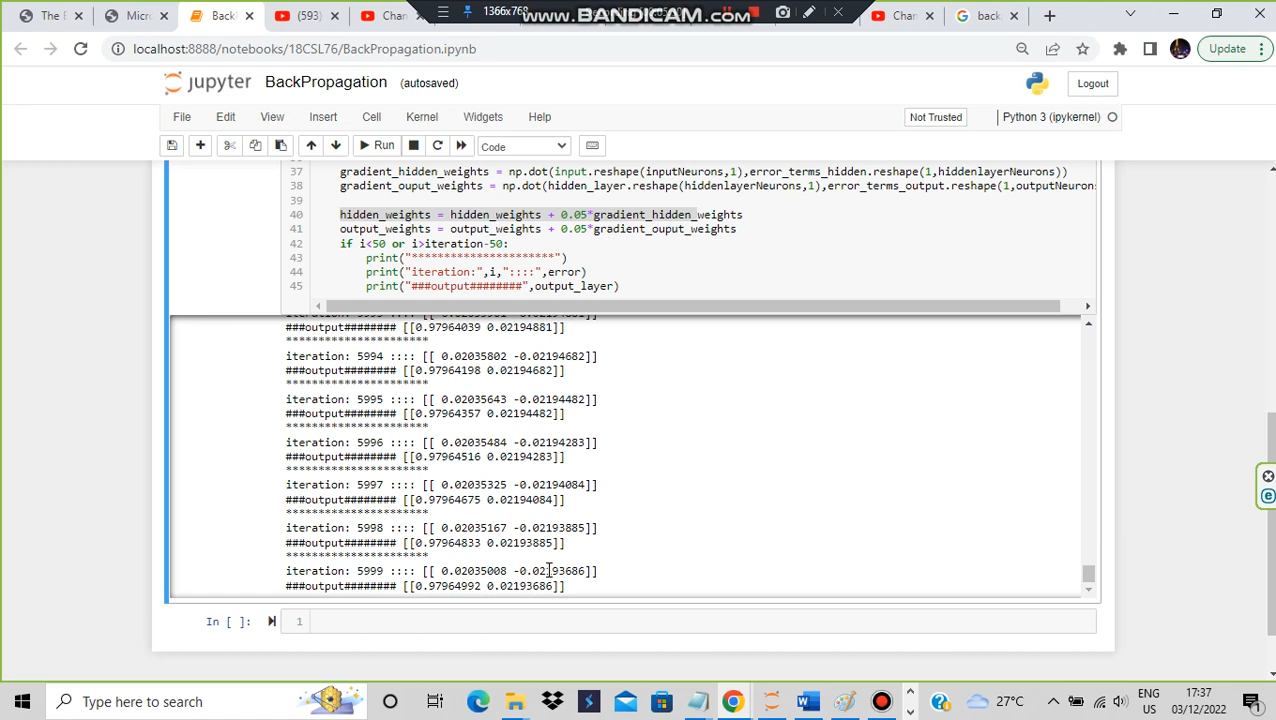 The E
Micro
BackP
(593)
Chan
1366x768
www.BANDICAM.com
Chan
back
localhost:8888/notebooks/18CSL76/BackPropagation.ipynb
Update
jupyter BackPropagation (autosaved)
Logout
File Edit View Insert Cell Kernel Widgets Help
Not Trusted
Python 3 (ipykernel)
Run
Code
37 gradient_hidden_weights = np.dot(input.reshape(inputNeurons,1),error_terms_hidden.reshape(1,hiddenlayerNeurons))
38 gradient_ouput_weights = np.dot(hidden_layer.reshape(hiddenlayerNeurons,1),error_terms_output.reshape(1,outputNeurons
39
40 hidden_weights = hidden_weights + 0.05*gradient_hidden_weights
41 output_weights = output_weights + 0.05*gradient_ouput_weights
42 if i<50 or i>iteration-50:
43 print("**********************")
44 print("iteration:",i,"::::",error)
45 print("###output########",output_layer)
###output######## [[0.97964039 0.02194881]]
**********************
iteration: 5994 :::: [[ 0.02035802 -0.02194682]]
###output######## [[0.97964198 0.02194682]]
**********************
iteration: 5995 :::: [[ 0.02035643 -0.02194482]]
###output######## [[0.97964357 0.02194482]]
**********************
iteration: 5996 :::: [[ 0.02035484 -0.02194283]]
###output######## [[0.97964516 0.02194283]]
**********************
iteration: 5997 :::: [[ 0.02035325 -0.02194084]]
###output######## [[0.97964675 0.02194084]]
**********************
iteration: 5998 :::: [[ 0.02035167 -0.02193885]]
###output######## [[0.97964833 0.02193885]]
**********************
iteration: 5999 :::: [[ 0.02035008 -0.02193686]]
###output######## [[0.97964992 0.02193686]]
In [ ]: 1
Type here to search
27°C
ENG
US
17:37
03/12/2022